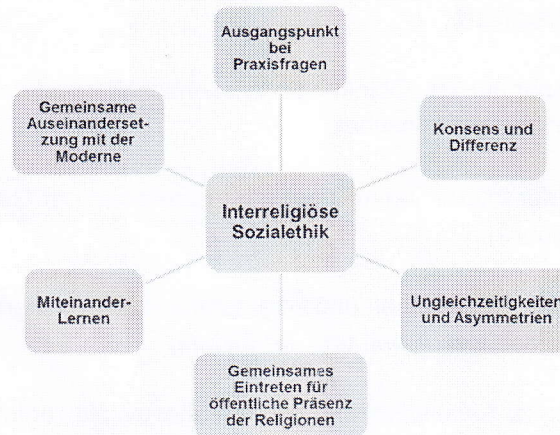 Ausgangspunkt
bei
Praxisfragen
Gemeinsame
Auseinanderset-
zung mit der
Moderne
Konsens und
Differenz
Interreligiöse
Sozialethik
Miteinander-
Lernen
Ungleichzeitigkeiten
und Asymmetrien
Gemeinsames
Eintreten für
öffentliche Präsenz
der Religionen